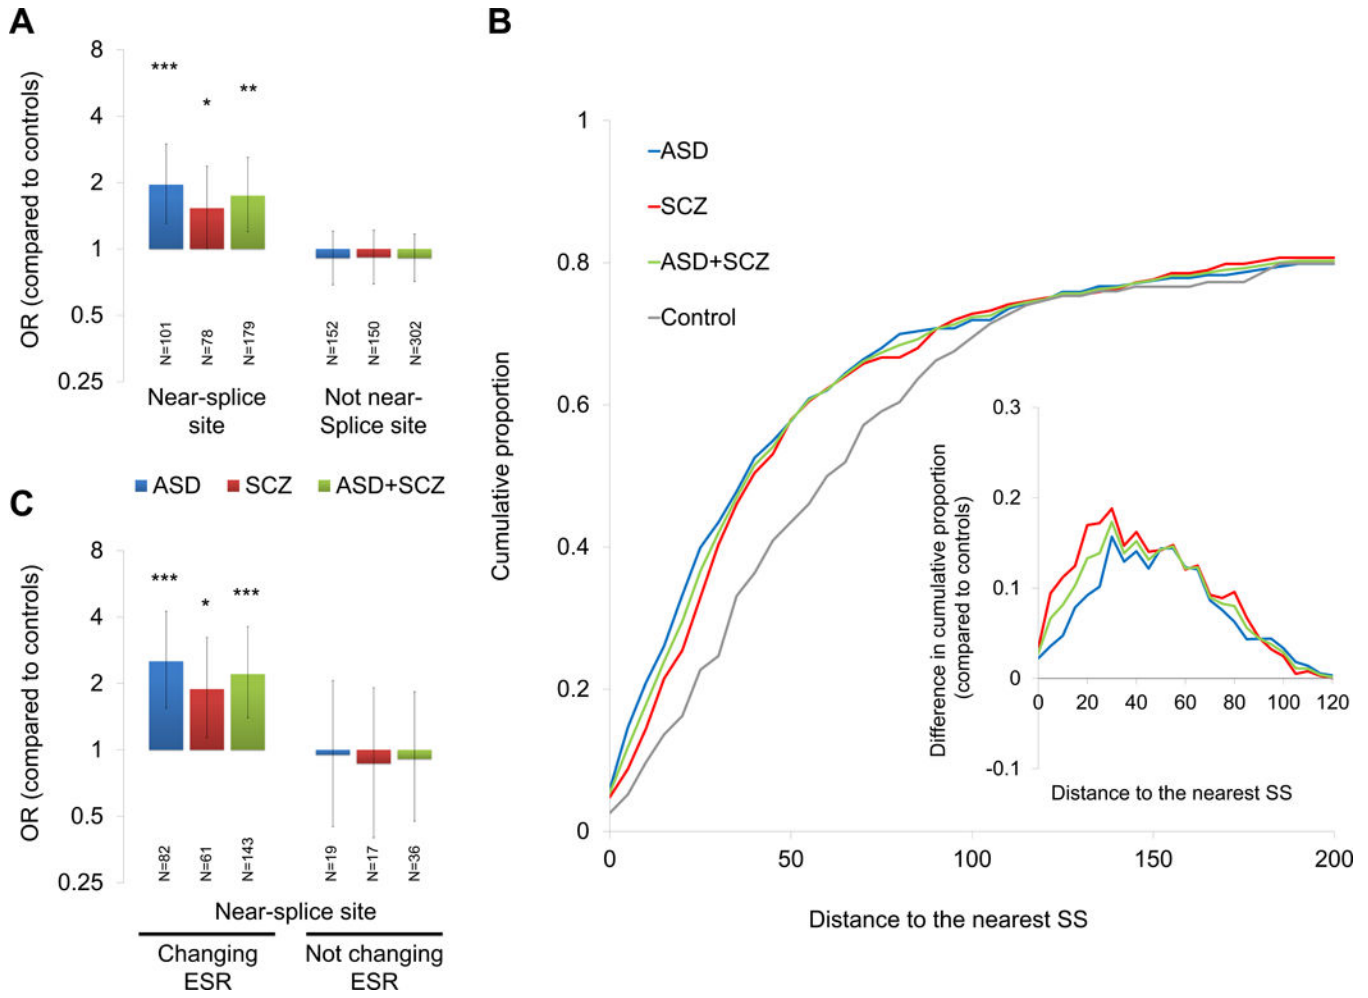 A
OR (compared to controls)
8
4
2
1
0.5
0.25
***
*
**
N=101
N=78
N=179
N=152
N=150
N=302
Near-splice
site
Not near-
Splice site
ASD
SCZ
ASD+SCZ
B
Cumulative proportion
1
0.8
0.6
0.4
0.2
0
ASD
SCZ
ASD+SCZ
Control
0
50
100
150
200
Distance to the nearest SS
Difference in cumulative proportion
(compared to controls)
0.3
0.2
0.1
0
-0.1
0
20
40
60
80
100
120
Distance to the nearest SS
C
OR (compared to controls)
8
4
2
1
0.5
0.25
***
*
***
N=82
N=61
N=143
N=19
N=17
N=36
Near-splice site
Changing
ESR
Not changing
ESR